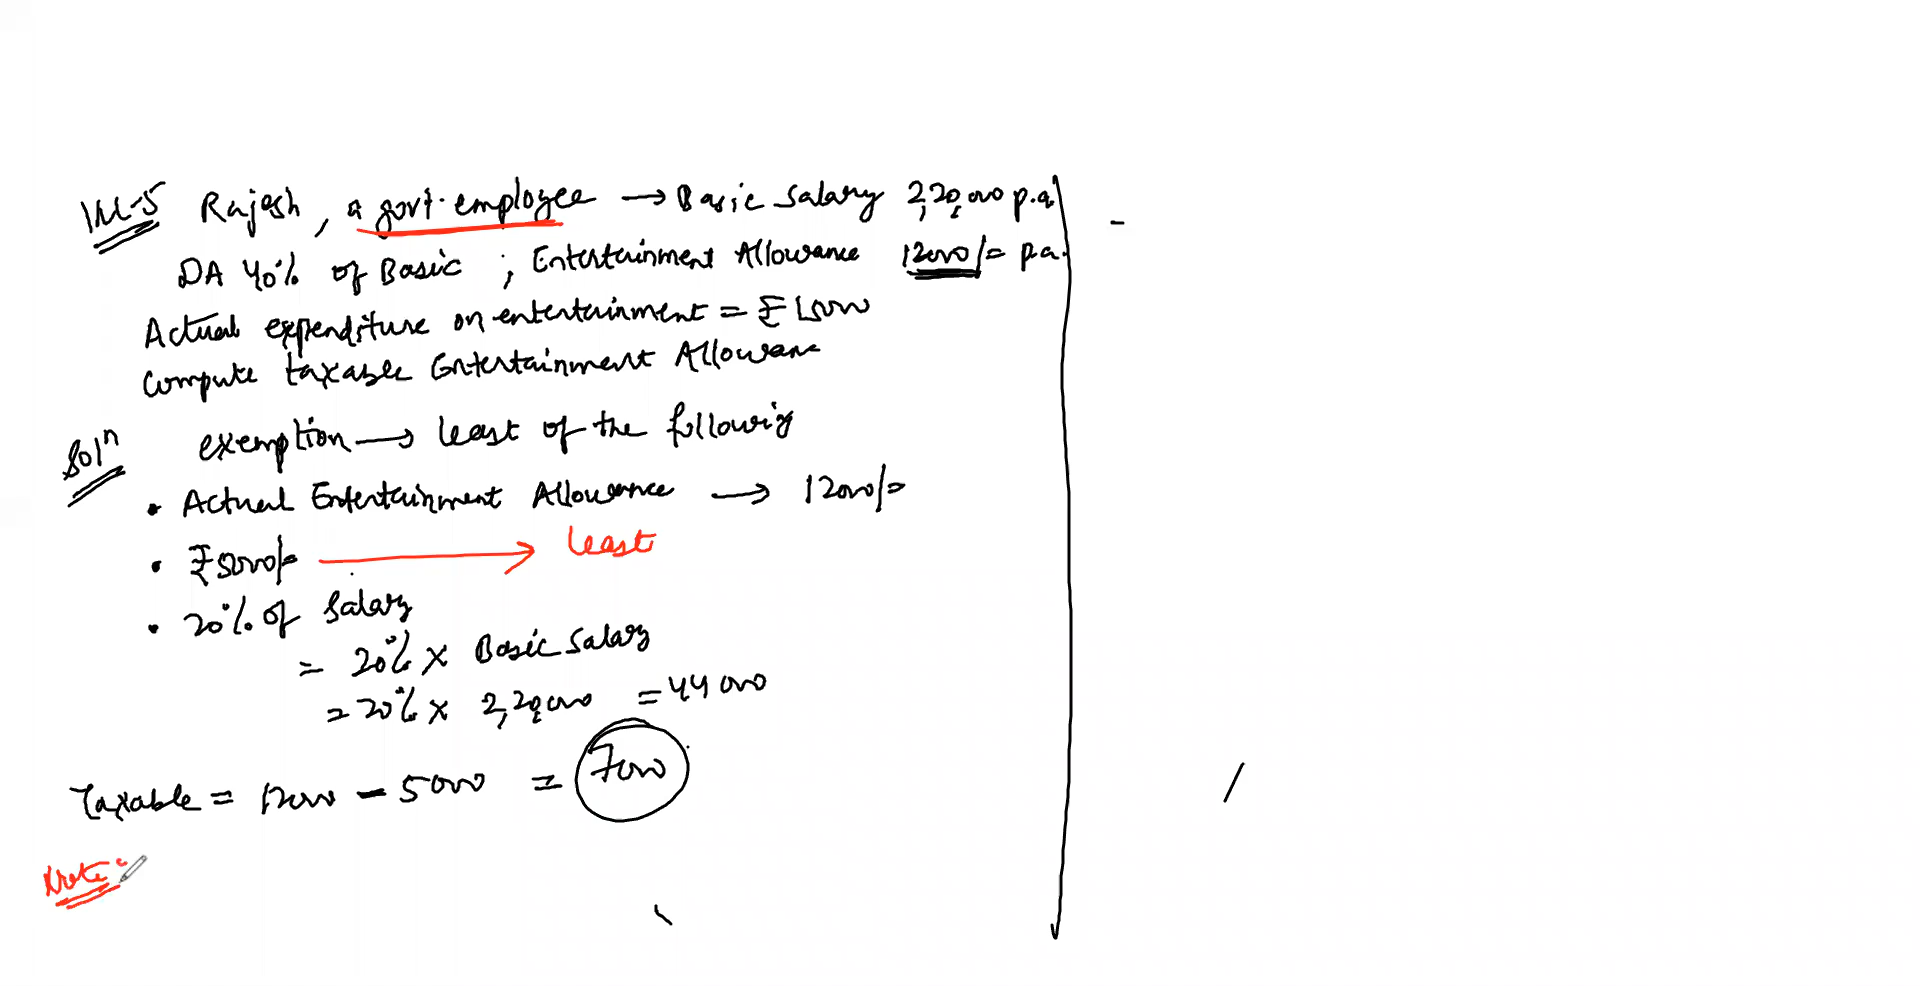 Ill-5 Rajesh, a govt. employee → Basic Salary 2,20,000 p.a
DA 40% of Basic ; Entertainment Allowance 12000/= p.a.
Actual expenditure on entertainment = ₹
Compute taxable Entertainment Allowance
Solⁿ exemption → least of the following
• Actual Entertainment Allowance → 12000/=
• ₹5000/= → least
• 20% of Salary
= 20% × Basic Salary
= 20% × 2,20,000 = 44000
Taxable = 12000 - 5000 = 7000
Note: